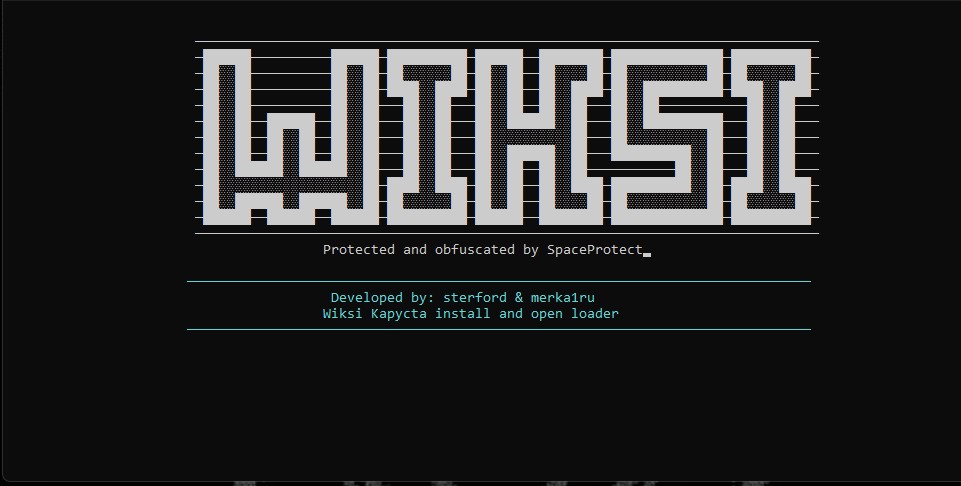 WIKSI
Protected and obfuscated by SpaceProtect
Developed by: sterford & merka1ru
Wiksi Kapycta install and open loader